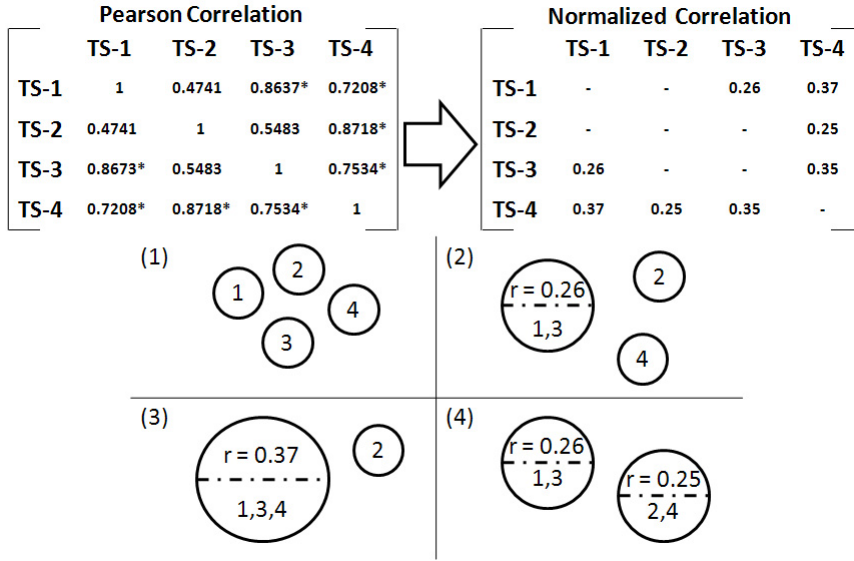 Pearson Correlation
TS-1 TS-2 TS-3 TS-4
TS-1 1 0.4741 0.8637* 0.7208*
TS-2 0.4741 1 0.5483 0.8718*
TS-3 0.8673* 0.5483 1 0.7534*
TS-4 0.7208* 0.8718* 0.7534* 1
Normalized Correlation
TS-1 TS-2 TS-3 TS-4
TS-1 - - 0.26 0.37
TS-2 - - - 0.25
TS-3 0.26 - - 0.35
TS-4 0.37 0.25 0.35 -
(1)
1
2
3
4
(2)
r = 0.26
1,3
2
4
(3)
r = 0.37
1,3,4
2
(4)
r = 0.26
1,3
r = 0.25
2,4